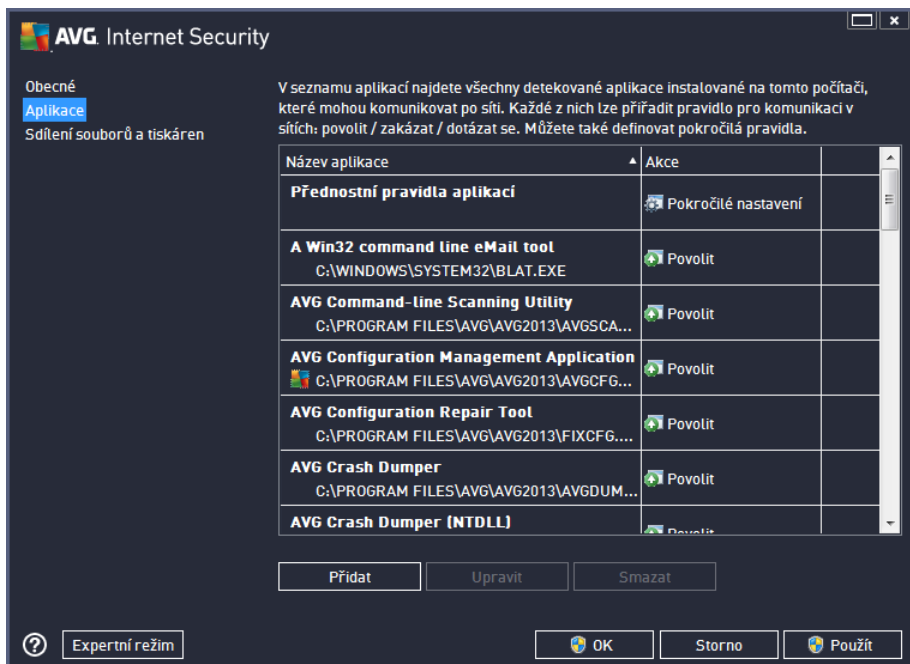 AVG. Internet Security
Obecné
Aplikace
Sdílení souborů a tiskáren
V seznamu aplikací najdete všechny detekované aplikace instalované na tomto počítači,
které mohou komunikovat po síti. Každé z nich lze přiřadit pravidlo pro komunikaci v
sítích: povolit / zakázat / dotázat se. Můžete také definovat pokročilá pravidla.
Název aplikace Akce
Přednostní pravidla aplikací
Pokročilé nastavení
A Win32 command line eMail tool
C:\WINDOWS\SYSTEM32\BLAT.EXE
Povolit
AVG Command-line Scanning Utility
C:\PROGRAM FILES\AVG\AVG2013\AVGSCA...
Povolit
AVG Configuration Management Application
C:\PROGRAM FILES\AVG\AVG2013\AVGCFG...
Povolit
AVG Configuration Repair Tool
C:\PROGRAM FILES\AVG\AVG2013\FIXCFG....
Povolit
AVG Crash Dumper
C:\PROGRAM FILES\AVG\AVG2013\AVGDUM...
Povolit
AVG Crash Dumper (NTDLL)
Povolit
Přidat Upravit Smazat
? Expertní režim OK Storno Použít